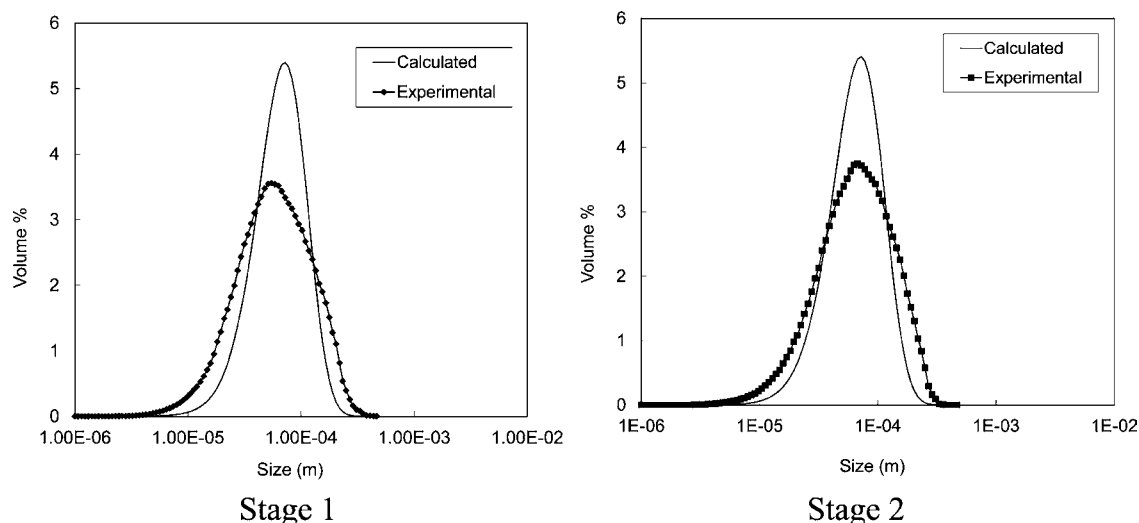 6
5
4
3
2
1
0
Volume %
Calculated
Experimental
1.00E-06 1.00E-05 1.00E-04 1.00E-03 1.00E-02
Size (m)
Stage 1
6
5
4
3
2
1
0
Volume %
Calculated
Experimental
1E-06 1E-05 1E-04 1E-03 1E-02
Size (m)
Stage 2